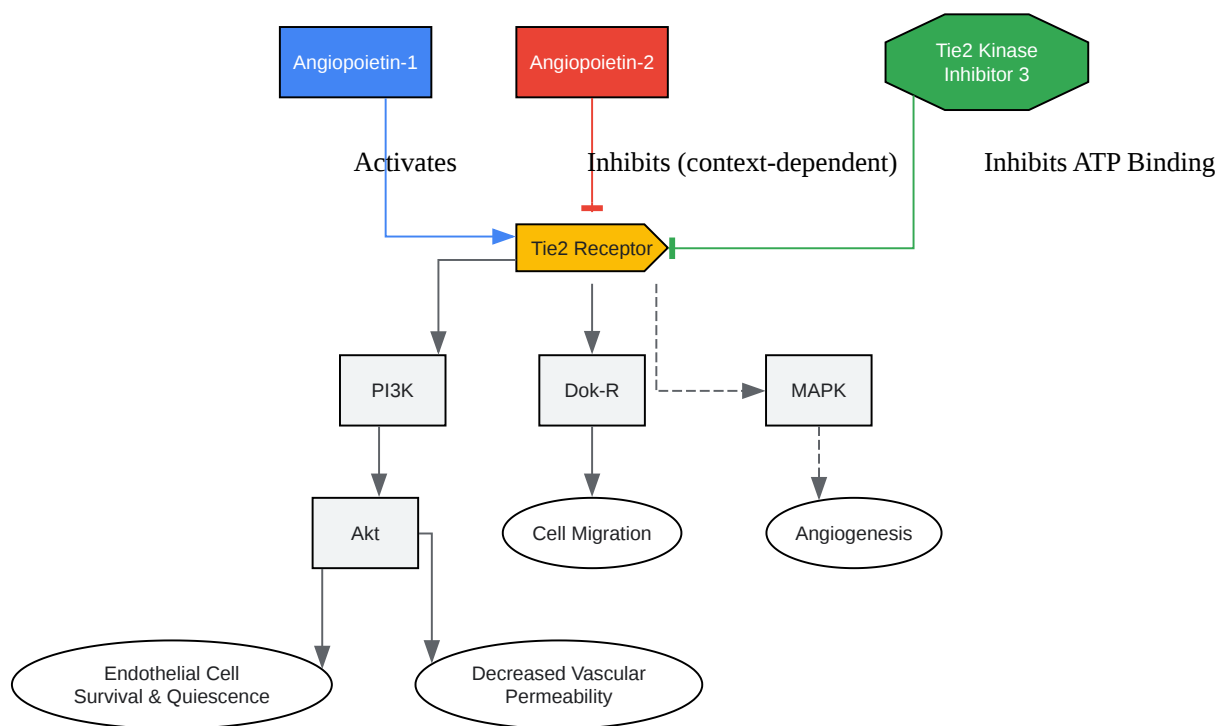 Angiopoietin-1
Angiopoietin-2
Tie2 Kinase
Inhibitor 3
Activates
Inhibits (context-dependent)
Inhibits ATP Binding
Tie2 Receptor
PI3K
Dok-R
MAPK
Akt
Cell Migration
Angiogenesis
Endothelial Cell
Survival & Quiescence
Decreased Vascular
Permeability